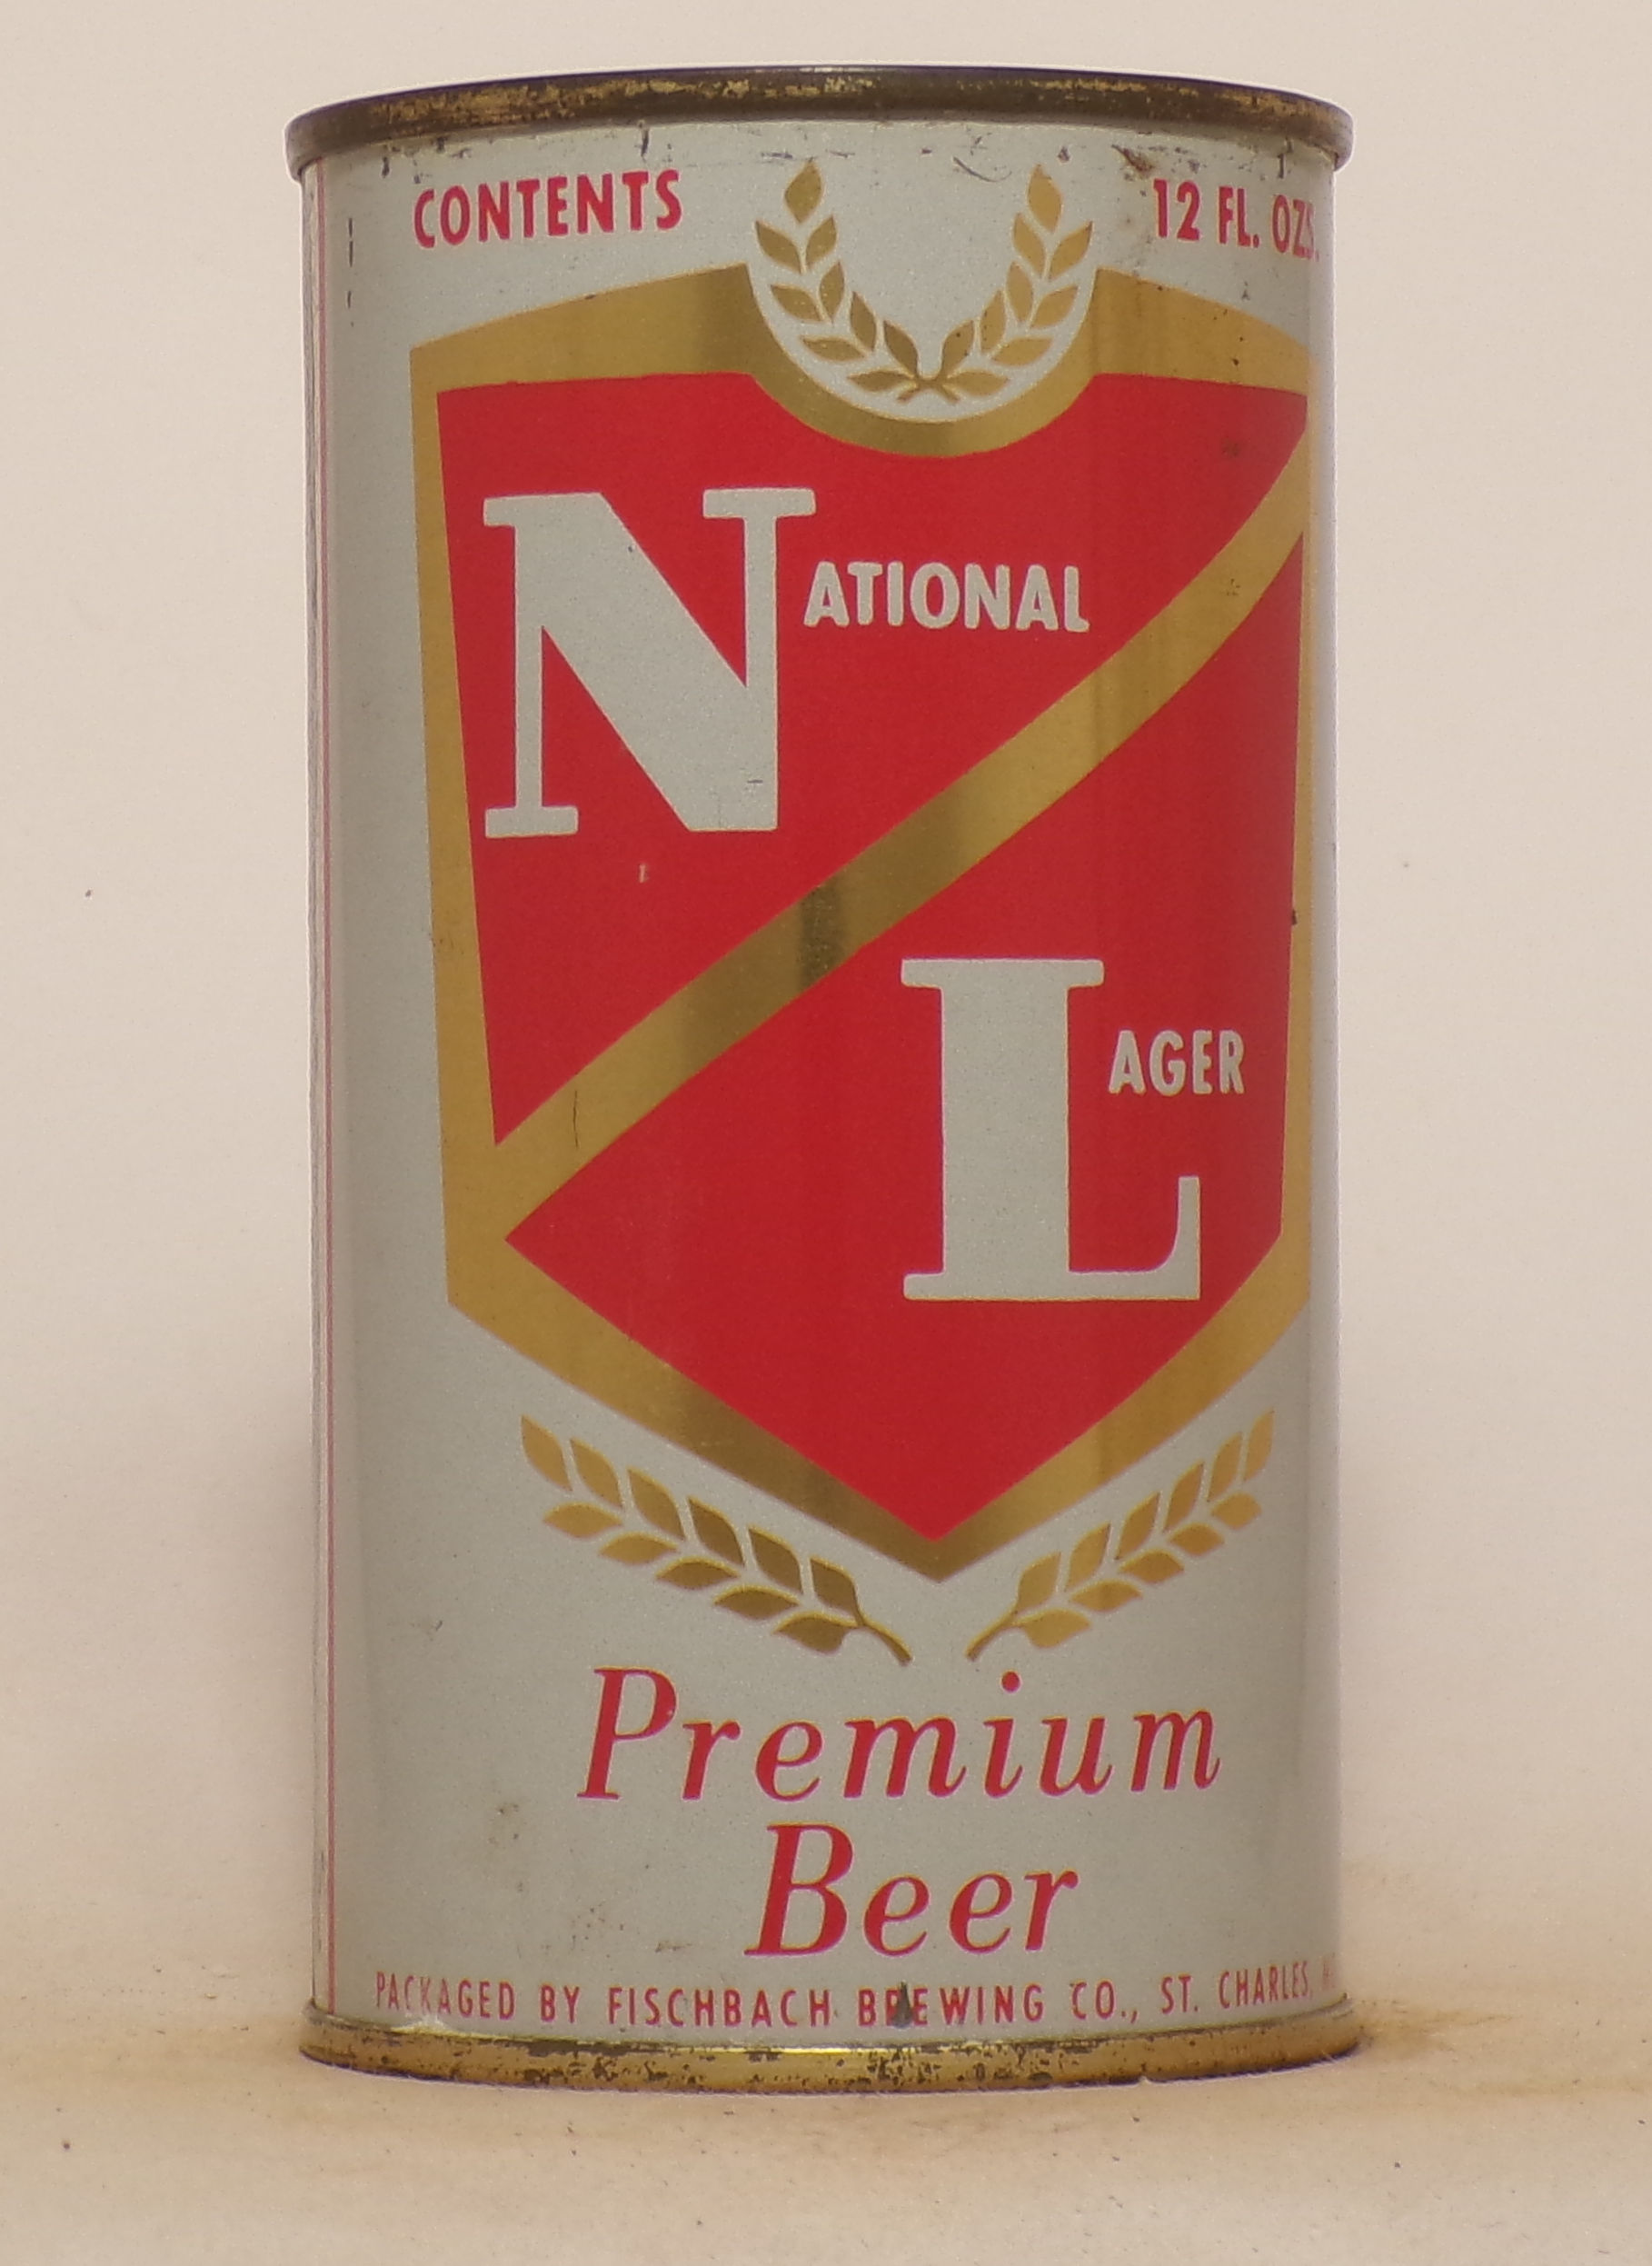 CONTENTS 12 FL. OZS.
NATIONAL
LAGER
Premium
Beer
PACKAGED BY FISCHBACH BREWING CO., ST. CHARLES,